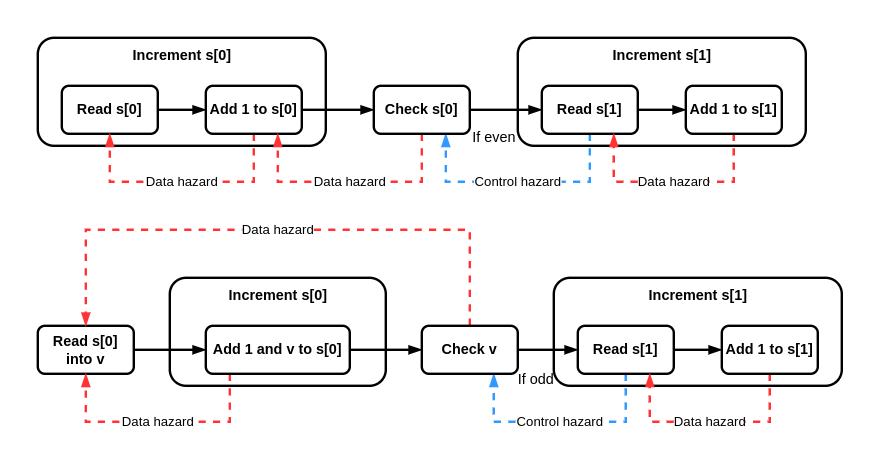 Increment s[0]
Increment s[1]
Read s[0]
Add 1 to s[0]
Check s[0]
Read s[1]
Add 1 to s[1]
If even
Data hazard
Data hazard
Control hazard
Data hazard
Data hazard
Increment s[0]
Increment s[1]
Read s[0]
into v
Add 1 and v to s[0]
Check v
Read s[1]
Add 1 to s[1]
If odd
Data hazard
Control hazard
Data hazard